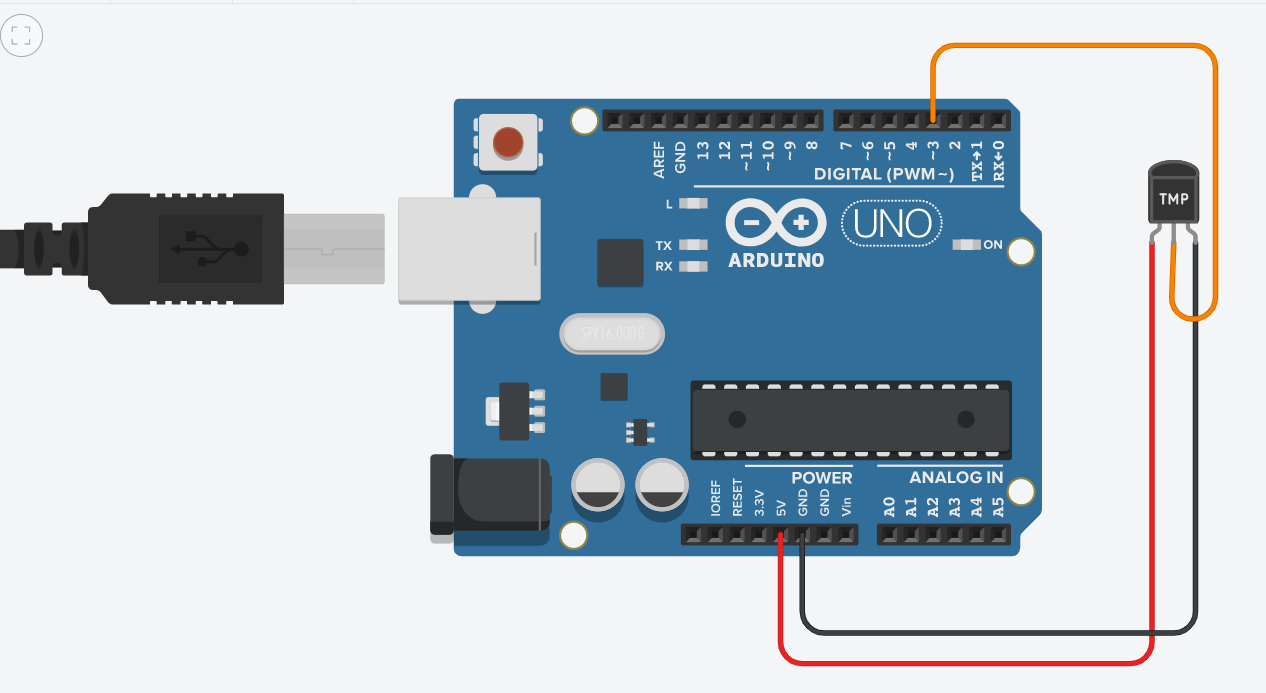 AREF
GND
13
12
~11
~10
~9
8
7
~6
~5
4
~3
2
TX→1
RX←0
DIGITAL (PWM~)
L
TX
RX
ARDUINO
UNO
ON
TMP
SPKT6.000G
POWER
ANALOG IN
IOREF
RESET
3.3V
5V
GND
GND
Vin
A0
A1
A2
A3
A4
A5